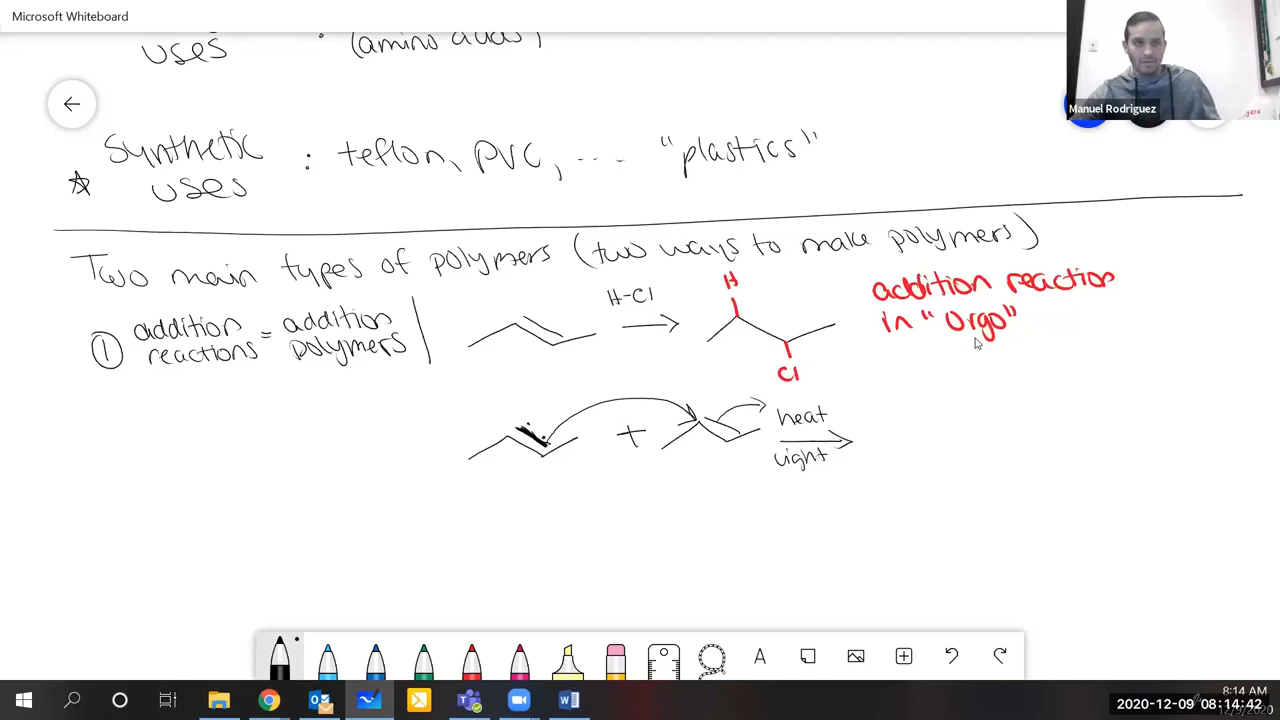 Microsoft Whiteboard
uses : (amino acids)
Manuel Rodriguez
Synthetic : teflon, PVC, ... "plastics"
uses
Two main types of polymers (two ways to make polymers)
① addition = addition
reactions polymers
H-Cl
H
Cl
addition reaction
in "Orgo"
+
heat
light
A
8:14 AM
2020-12-09 08:14:42